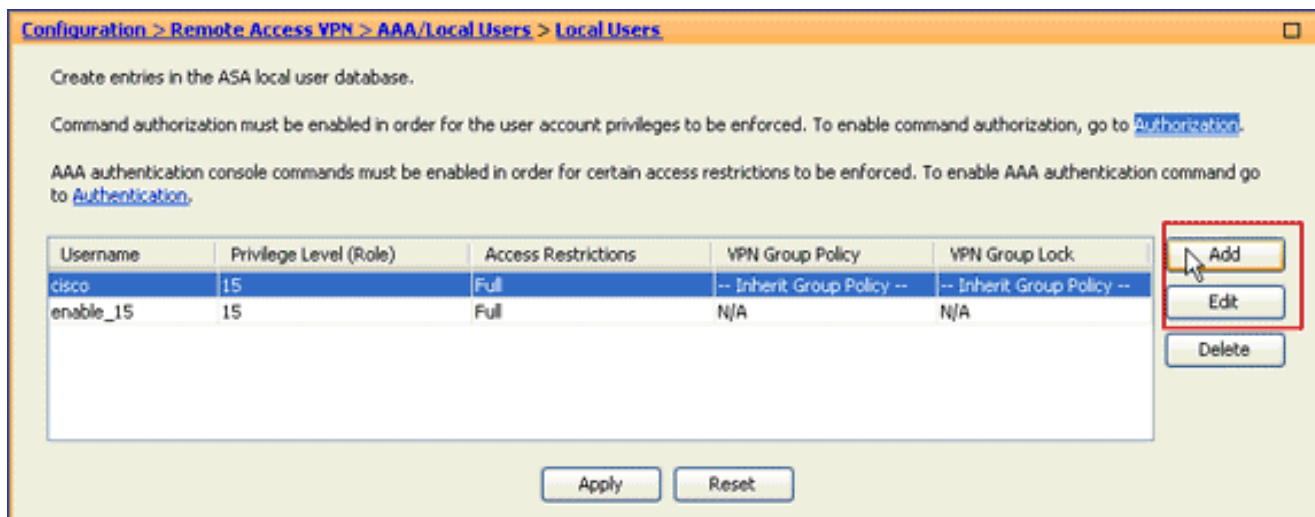 Configuration > Remote Access VPN > AAA/Local Users > Local Users
Create entries in the ASA local user database.
Command authorization must be enabled in order for the user account privileges to be enforced. To enable command authorization, go to Authorization.
AAA authentication console commands must be enabled in order for certain access restrictions to be enforced. To enable AAA authentication command go
to Authentication.
Username Privilege Level (Role) Access Restrictions VPN Group Policy VPN Group Lock
cisco 15 Full -- Inherit Group Policy -- -- Inherit Group Policy --
enable_15 15 Full N/A N/A
Add
Edit
Delete
Apply Reset